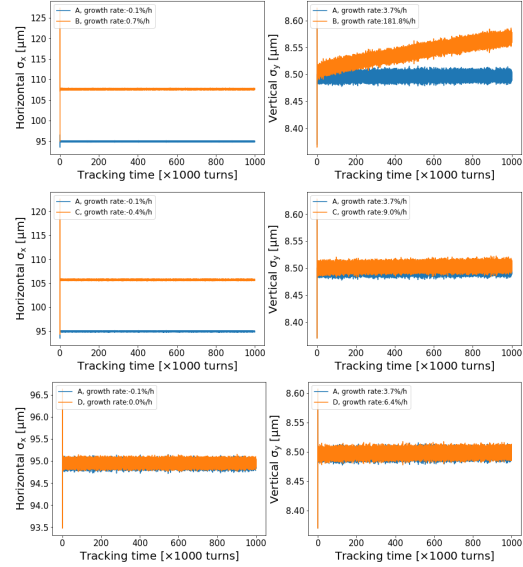 A, growth rate:-0.1%/h
B, growth rate:0.7%/h
Horizontal σx [μm]
125
120
115
110
105
100
95
0 200 400 600 800 1000
Tracking time [×1000 turns]
A, growth rate:3.7%/h
B, growth rate:181.8%/h
Vertical σy [μm]
8.60
8.55
8.50
8.45
8.40
0 200 400 600 800 1000
Tracking time [×1000 turns]
A, growth rate:-0.1%/h
C, growth rate:-0.4%/h
Horizontal σx [μm]
120
115
110
105
100
95
0 200 400 600 800 1000
Tracking time [×1000 turns]
A, growth rate:3.7%/h
C, growth rate:9.0%/h
Vertical σy [μm]
8.60
8.55
8.50
8.45
8.40
0 200 400 600 800 1000
Tracking time [×1000 turns]
A, growth rate:-0.1%/h
D, growth rate:0.0%/h
Horizontal σx [μm]
96.5
96.0
95.5
95.0
94.5
94.0
93.5
0 200 400 600 800 1000
Tracking time [×1000 turns]
A, growth rate:3.7%/h
D, growth rate:6.4%/h
Vertical σy [μm]
8.60
8.55
8.50
8.45
8.40
0 200 400 600 800 1000
Tracking time [×1000 turns]